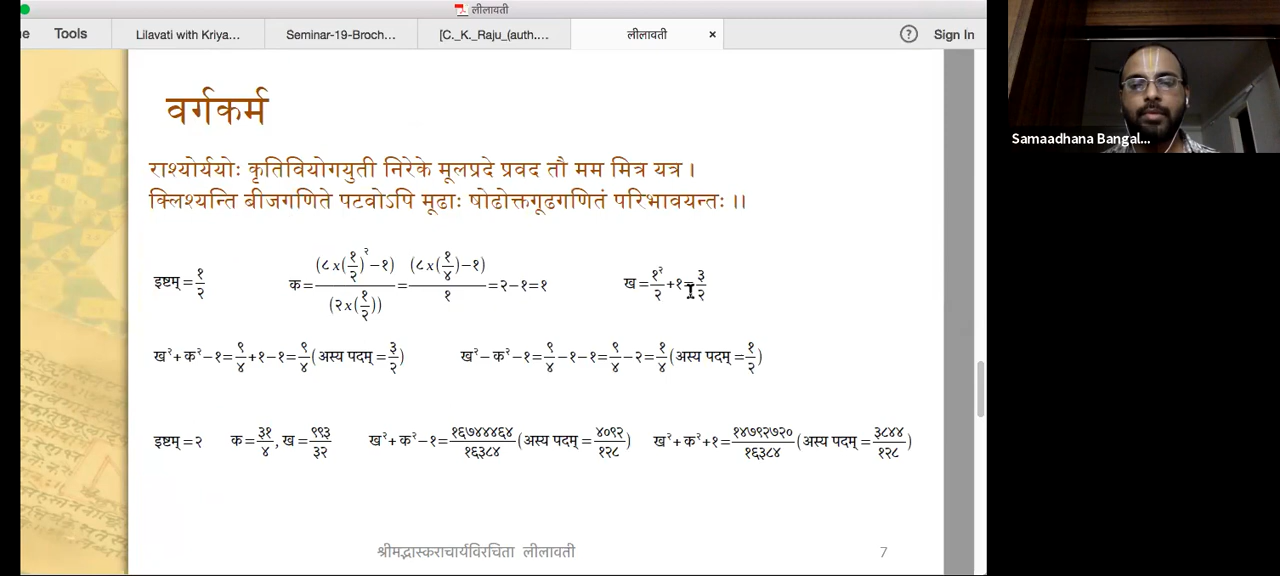 लीलावती
ne Tools Lilavati with Kriya... Seminar-19-Broch... [C._K._Raju_(auth.... लीलावती × ? Sign In
Samaadhana Bangal...
वर्गकर्म
राश्योर्ययोः कृतिवियोगयुती निरेके मूलप्रदे प्रवद तौ मम मित्र यत्र ।
क्लिश्यन्ति बीजगणिते पटवोऽपि मूढाः षोढोक्तगूढगणितं परिभावयन्तः ।।
इष्टम् = १/२ क = (८x(१/२)² − १)/(२x(१/२)) = (८x(१/४) − १)/१ = २ − १ = १ ख = १²/२ + १ = ३/२
ख² + क² − १ = ९/४ + १ − १ = ९/४ (अस्य पदम् = ३/२) ख² − क² − १ = ९/४ − १ − १ = ९/४ − २ = १/४ (अस्य पदम् = १/२)
इष्टम् = २ क = ३१/४, ख = ९९३/३२ ख² + क² − १ = १६७४४४६४/१६३८४ (अस्य पदम् = ४०९२/१२८) ख² + क² + १ = १४७९२७२०/१६३८४ (अस्य पदम् = ३८४४/१२८)
श्रीमद्भास्कराचार्यविरचिता लीलावती 7